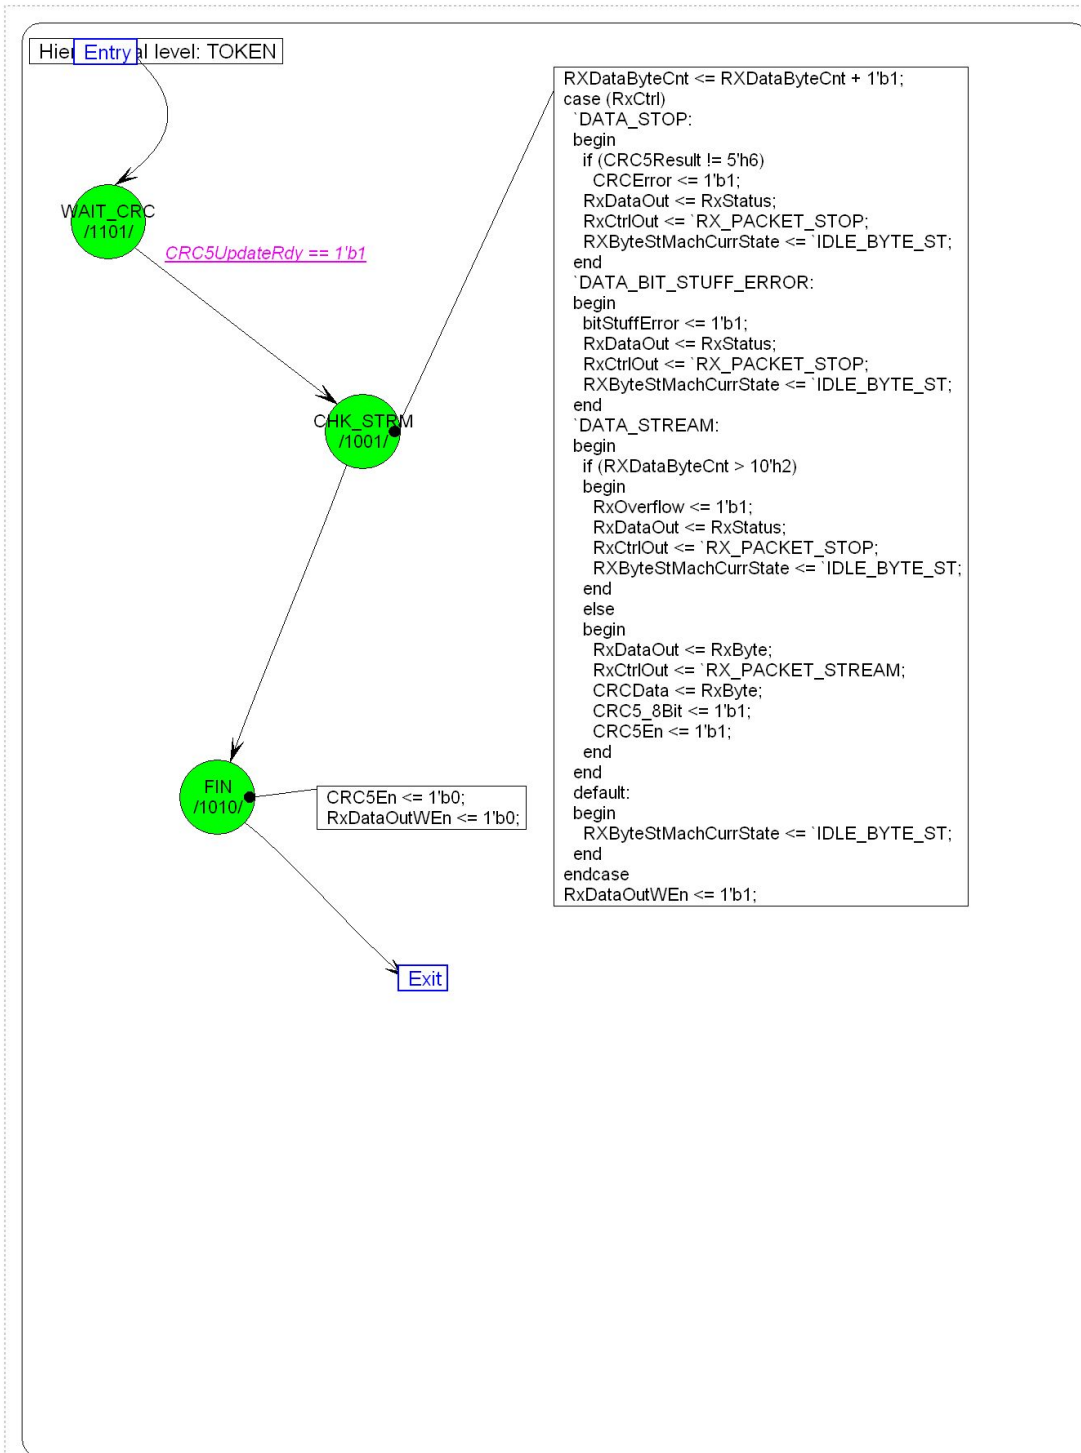 Hie Entry al level: TOKEN
WAIT_CRC
/1101/
CRC5UpdateRdy == 1'b1
CHK_STRM
/1001/
FIN
/1010/
CRC5En <= 1'b0;
RxDataOutWEn <= 1'b0;
Exit
RXDataByteCnt <= RXDataByteCnt + 1'b1;
case (RxCtrl)
`DATA_STOP:
begin
if (CRC5Result != 5'h6)
CRCError <= 1'b1;
RxDataOut <= RxStatus;
RxCtrlOut <= `RX_PACKET_STOP;
RXByteStMachCurrState <= `IDLE_BYTE_ST;
end
`DATA_BIT_STUFF_ERROR:
begin
bitStuffError <= 1'b1;
RxDataOut <= RxStatus;
RxCtrlOut <= `RX_PACKET_STOP;
RXByteStMachCurrState <= `IDLE_BYTE_ST;
end
`DATA_STREAM:
begin
if (RXDataByteCnt > 10'h2)
begin
RxOverflow <= 1'b1;
RxDataOut <= RxStatus;
RxCtrlOut <= `RX_PACKET_STOP;
RXByteStMachCurrState <= `IDLE_BYTE_ST;
end
else
begin
RxDataOut <= RxByte;
RxCtrlOut <= `RX_PACKET_STREAM;
CRCData <= RxByte;
CRC5_8Bit <= 1'b1;
CRC5En <= 1'b1;
end
end
default:
begin
RXByteStMachCurrState <= `IDLE_BYTE_ST;
end
endcase
RxDataOutWEn <= 1'b1;